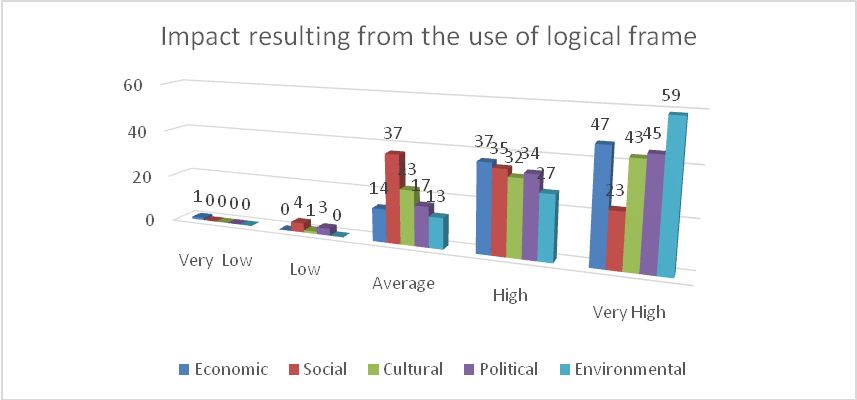 Impact resulting from the use of logical frame
60
40
20
0
1 0 0 0 0
0 4 1 3 0
14 37 23 17 13
37 35 32 34 27
47 23 43 45 59
Very Low
Low
Average
High
Very High
Economic Social Cultural Political Environmental